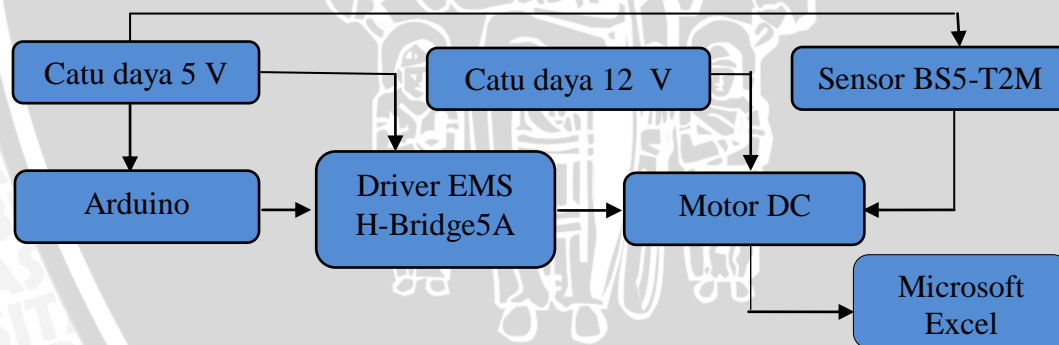 Catu daya 5 V
Catu daya 12 V
Sensor BS5-T2M
Arduino
Driver EMS
H-Bridge5A
Motor DC
Microsoft
Excel